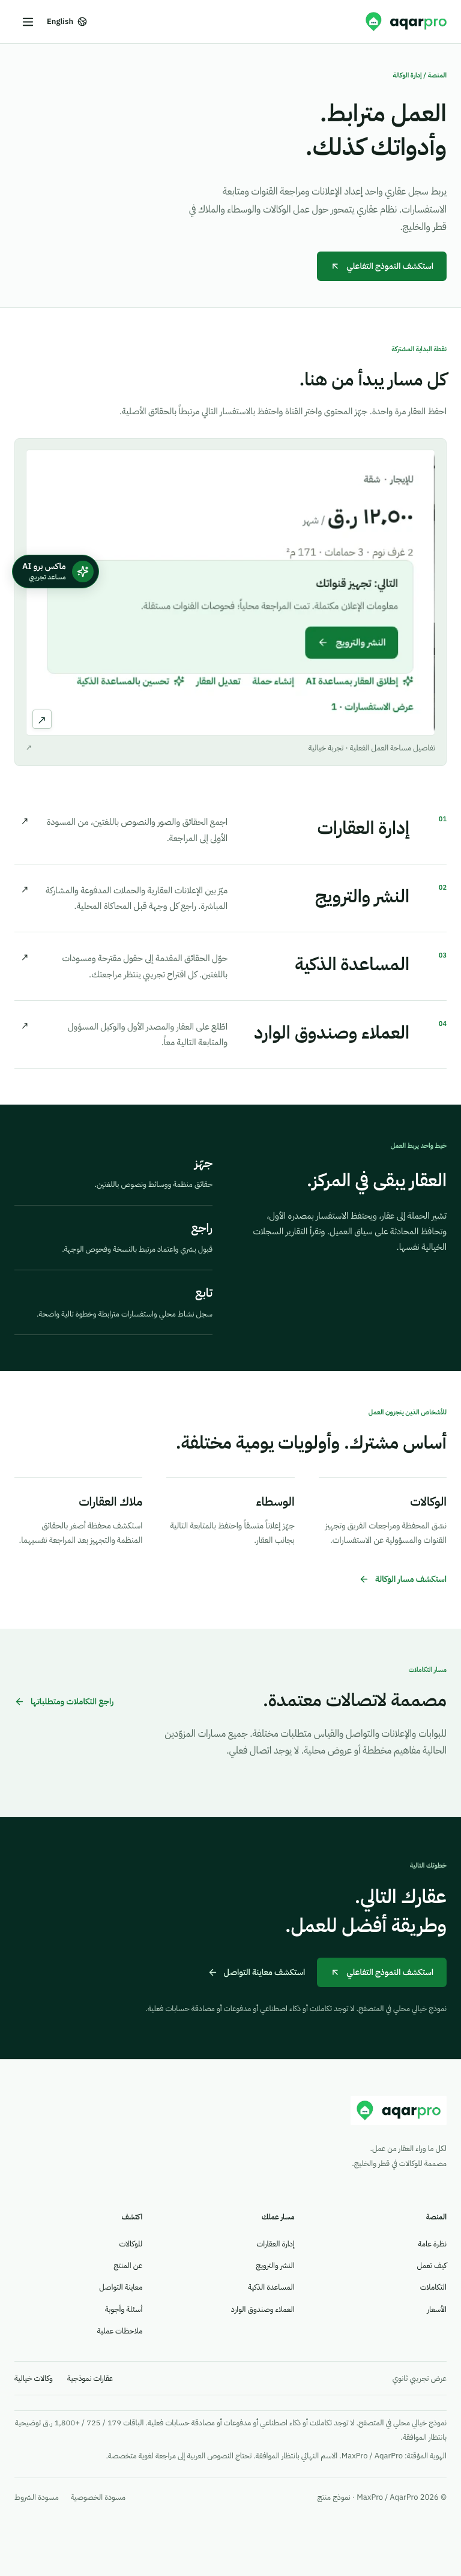 aqarpro
English
المنصة / إدارة الوكالة
العمل مترابط.
وأدواتك كذلك.
يربط سجل عقاري واحد إعداد الإعلانات ومراجعة القنوات ومتابعة
الاستفسارات. نظام عقاري يتمحور حول عمل الوكالات والوسطاء والملاك في
قطر والخليج.
استكشف النموذج التفاعلي
نقطة البداية المشتركة
كل مسار يبدأ من هنا.
احفظ العقار مرة واحدة. جهّز المحتوى واختر القناة واحتفظ بالاستفسار التالي مرتبطاً بالحقائق الأصلية.
للإيجار · شقة
١٢,٥٠٠ ر.ق / شهر
2 غرف نوم · 3 حمامات · 171 م²
التالي: تجهيز قنواتك
معلومات الإعلان مكتملة. تمت المراجعة محلياً؛ فحوصات القنوات مستقلة.
النشر والترويج
إطلاق العقار بمساعدة AI
إنشاء حملة
تعديل العقار
تحسين بالمساعدة الذكية
عرض الاستفسارات · 1
ماكس برو AI
مساعد تجريبي
تفاصيل مساحة العمل الفعلية · تجربة خيالية
01
إدارة العقارات
اجمع الحقائق والصور والنصوص باللغتين، من المسودة
الأولى إلى المراجعة.
02
النشر والترويج
ميّز بين الإعلانات العقارية والحملات المدفوعة والمشاركة
المباشرة. راجع كل وجهة قبل المحاكاة المحلية.
03
المساعدة الذكية
حوّل الحقائق المقدمة إلى حقول مقترحة ومسودات
باللغتين. كل اقتراح تجريبي ينتظر مراجعتك.
04
العملاء وصندوق الوارد
اطّلع على العقار والمصدر الأول والوكيل المسؤول
والمتابعة التالية معاً.
خيط واحد يربط العمل
العقار يبقى في المركز.
تشير الحملة إلى عقار، ويحتفظ الاستفسار بمصدره الأول،
وتحافظ المحادثة على سياق العميل. وتقرأ التقارير السجلات
الخيالية نفسها.
جهّز
حقائق منظمة ووسائط ونصوص باللغتين.
راجع
قبول بشري واعتماد مرتبط بالنسخة وفحوص الوجهة.
تابع
سجل نشاط محلي واستفسارات مترابطة وخطوة تالية واضحة.
للأشخاص الذين ينجزون العمل
أساس مشترك. وأولويات يومية مختلفة.
الوكالات
نسّق المحفظة ومراجعات الفريق وتجهيز
القنوات والمسؤولية عن الاستفسارات.
استكشف مسار الوكالة
الوسطاء
جهّز إعلاناً متسقاً واحتفظ بالمتابعة التالية
بجانب العقار.
ملاك العقارات
استكشف محفظة أصغر بالحقائق
المنظمة والتجهيز بعد المراجعة نفسيهما.
مسار التكاملات
مصممة لاتصالات معتمدة.
للبوابات والإعلانات والتواصل والقياس متطلبات مختلفة. جميع مسارات المزوّدين
الحالية مفاهيم مخططة أو عروض محلية. لا يوجد اتصال فعلي.
راجع التكاملات ومتطلباتها
خطوتك التالية
عقارك التالي.
وطريقة أفضل للعمل.
استكشف النموذج التفاعلي
استكشف معاينة التواصل
نموذج خيالي محلي في المتصفح. لا توجد تكاملات أو ذكاء اصطناعي أو مدفوعات أو مصادقة حسابات فعلية.
aqarpro
لكل ما وراء العقار من عمل.
مصممة للوكالات في قطر والخليج.
المنصة
نظرة عامة
كيف تعمل
التكاملات
الأسعار
مسار عملك
إدارة العقارات
النشر والترويج
المساعدة الذكية
العملاء وصندوق الوارد
اكتشف
للوكالات
عن المنتج
معاينة التواصل
أسئلة وأجوبة
ملاحظات عملية
عرض تجريبي ثانوي
عقارات نموذجية
وكالات خيالية
نموذج خيالي محلي في المتصفح. لا توجد تكاملات أو ذكاء اصطناعي أو مدفوعات أو مصادقة حسابات فعلية. الباقات 179 / 725 / +1,800 ر.ق توضيحية
بانتظار الموافقة.
الهوية المؤقتة: MaxPro / AqarPro. الاسم النهائي بانتظار الموافقة. تحتاج النصوص العربية إلى مراجعة لغوية متخصصة.
© 2026 MaxPro / AqarPro · نموذج منتج
مسودة الخصوصية
مسودة الشروط